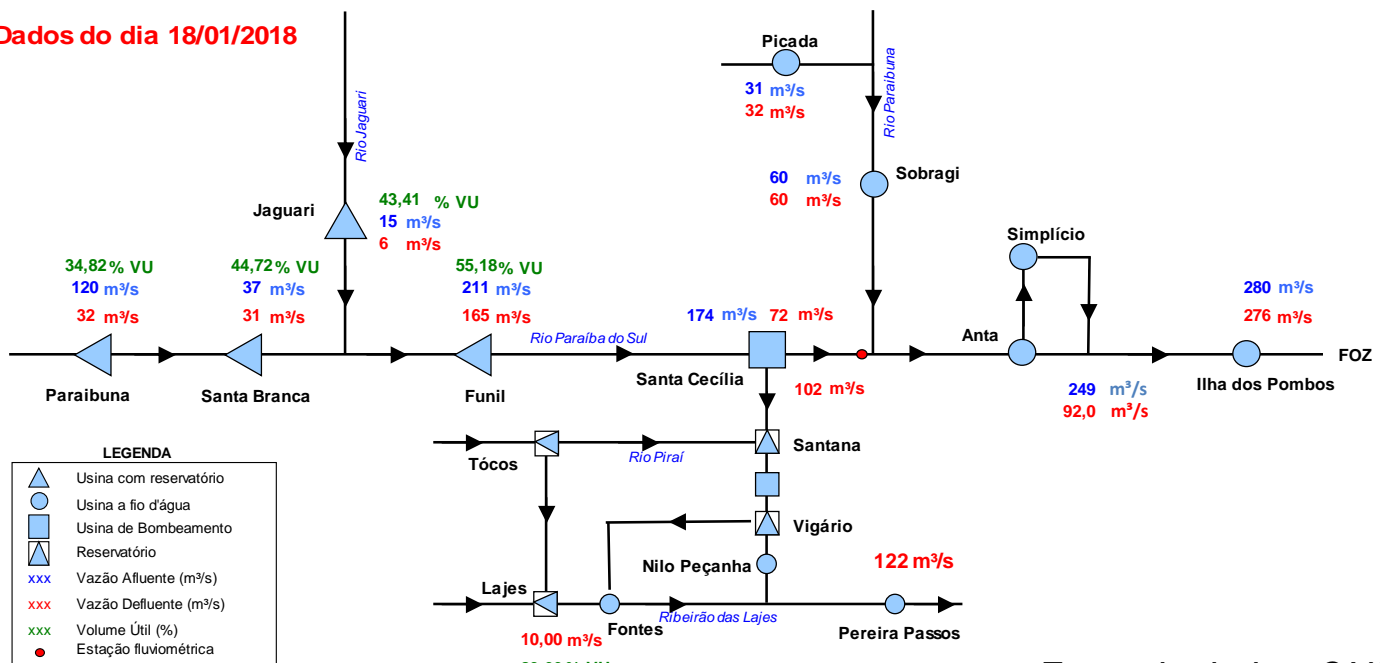 Dados do dia 18/01/2018
Picada
31 m³/s
32 m³/s
Rio Paraibuna
Rio Jaguari
60 m³/s
60 m³/s
Sobragi
Jaguari
43,41 % VU
15 m³/s
6 m³/s
Simplício
34,82 % VU
120 m³/s
32 m³/s
44,72 % VU
37 m³/s
31 m³/s
55,18 % VU
211 m³/s
165 m³/s
174 m³/s 72 m³/s
280 m³/s
276 m³/s
Rio Paraíba do Sul
Anta
FOZ
Paraibuna
Santa Branca
Funil
Santa Cecília
102 m³/s
249 m³/s
92,0 m³/s
Ilha dos Pombos
LEGENDA
Usina com reservatório
Usina a fio d'água
Usina de Bombeamento
Reservatório
xxx Vazão Afluente (m³/s)
xxx Vazão Defluente (m³/s)
xxx Volume Útil (%)
Estação fluviométrica
Tócos
Rio Piraí
Santana
Vigário
Nilo Peçanha
122 m³/s
Lajes
Fontes
Ribeirão das Lajes
Pereira Passos
10,00 m³/s